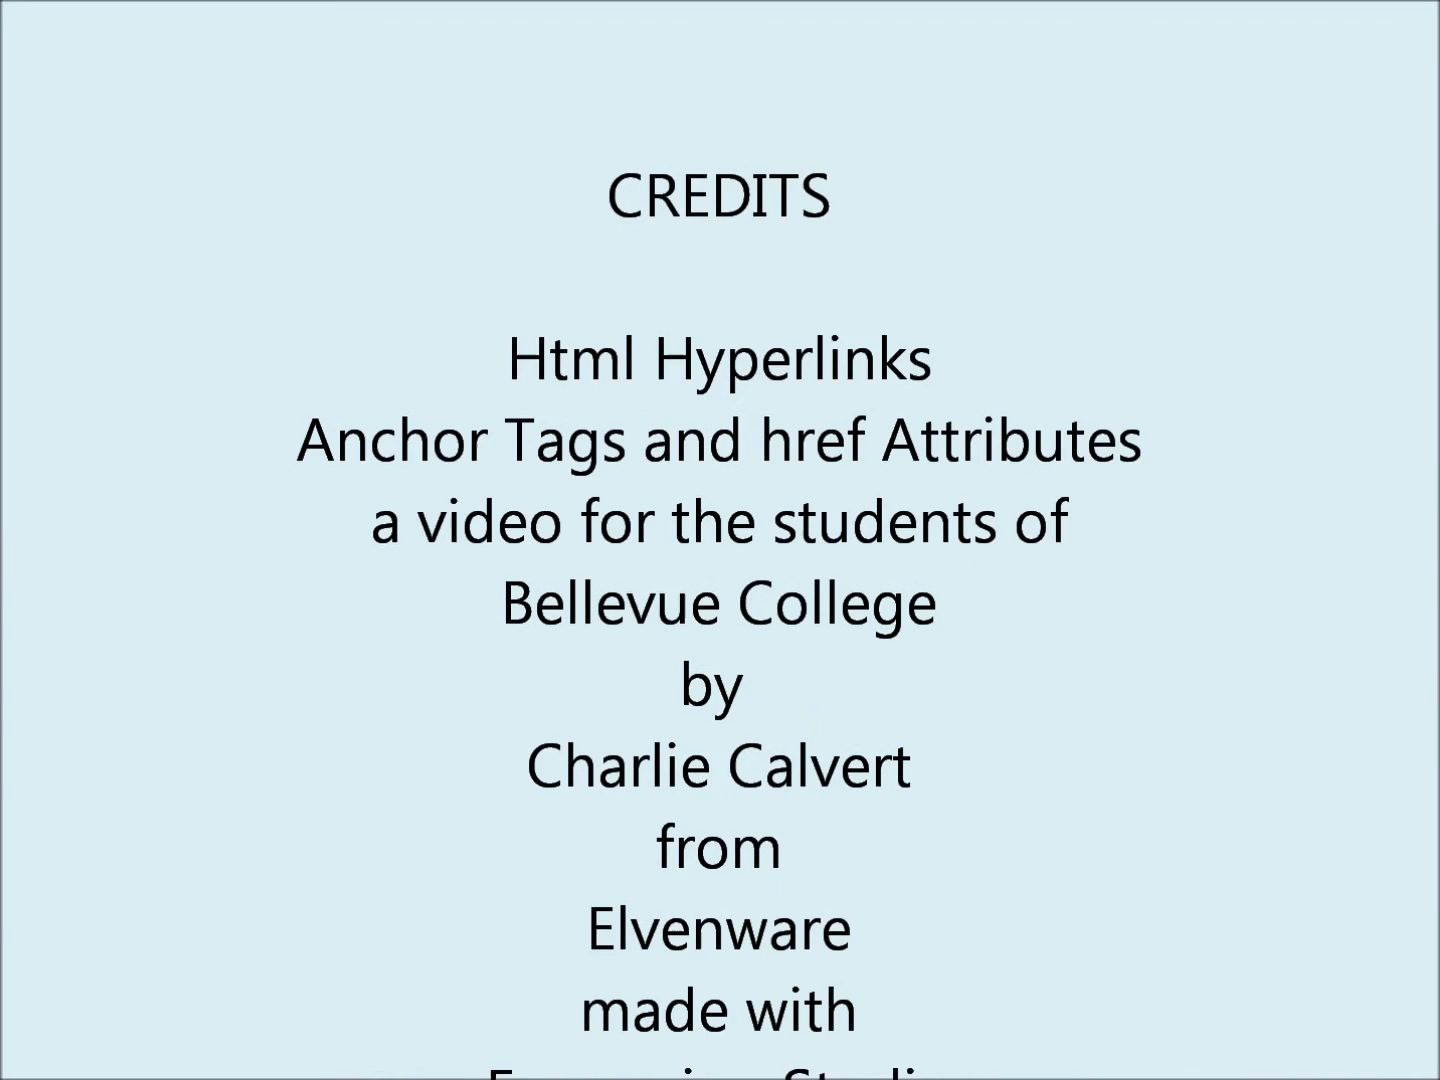 CREDITS
Html Hyperlinks
Anchor Tags and href Attributes
a video for the students of
Bellevue College
by
Charlie Calvert
from
Elvenware
made with